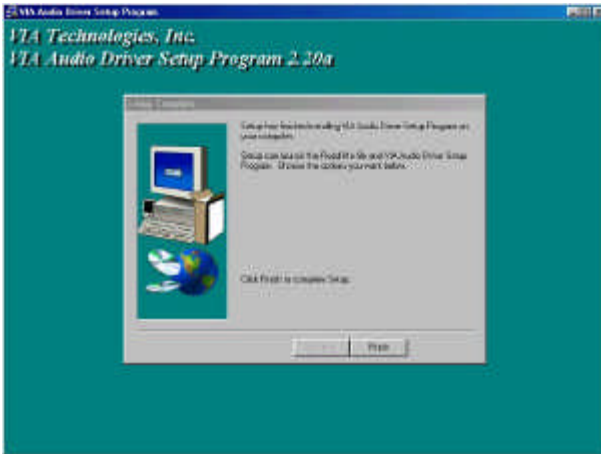 VIA Audio Driver Setup Program
VIA Technologies, Inc.
VIA Audio Driver Setup Program 2.20a
Setup Complete
Setup has finished installing VIA Audio Driver Setup Program on
your computer.
Setup can launch the Read Me file and VIA Audio Driver Setup
Program. Choose the options you want below.
Click Finish to complete Setup.
Finish